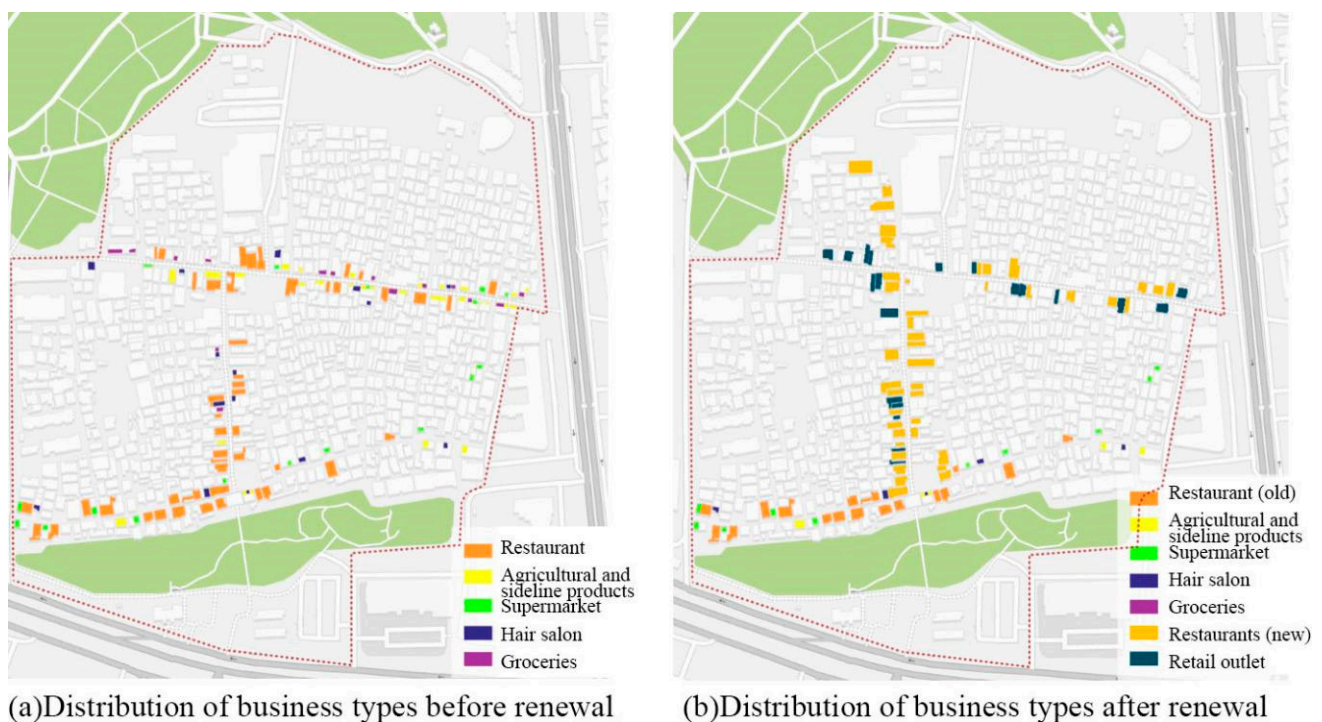 Restaurant
Agricultural and
sideline products
Supermarket
Hair salon
Groceries
Restaurant (old)
Agricultural and
sideline products
Supermarket
Hair salon
Groceries
Restaurants (new)
Retail outlet
(a)Distribution of business types before renewal
(b)Distribution of business types after renewal